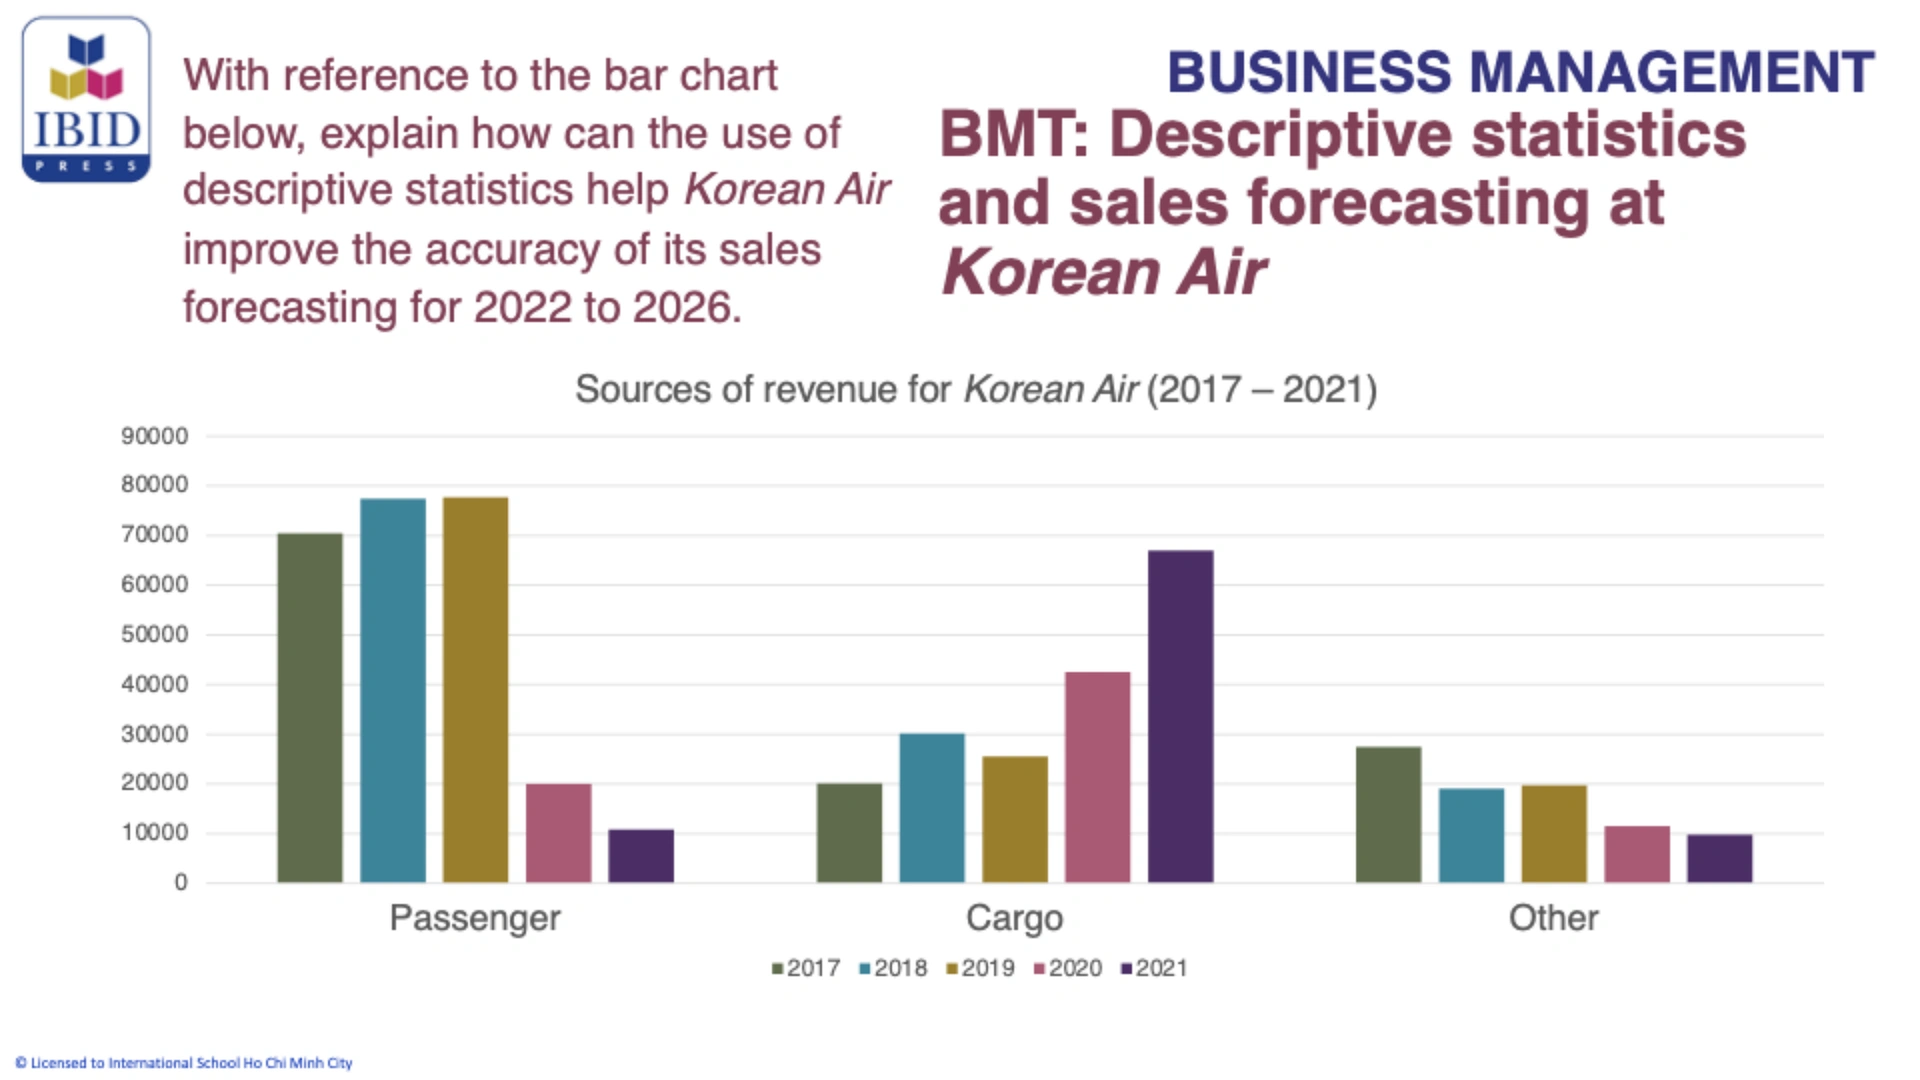 IBID
PRESS
With reference to the bar chart
below, explain how can the use of
descriptive statistics help Korean Air
improve the accuracy of its sales
forecasting for 2022 to 2026.
BUSINESS MANAGEMENT
BMT: Descriptive statistics
and sales forecasting at
Korean Air
Sources of revenue for Korean Air (2017 – 2021)
90000
80000
70000
60000
50000
40000
30000
20000
10000
0
Passenger Cargo Other
2017 2018 2019 2020 2021
© Licensed to International School Ho Chi Minh City